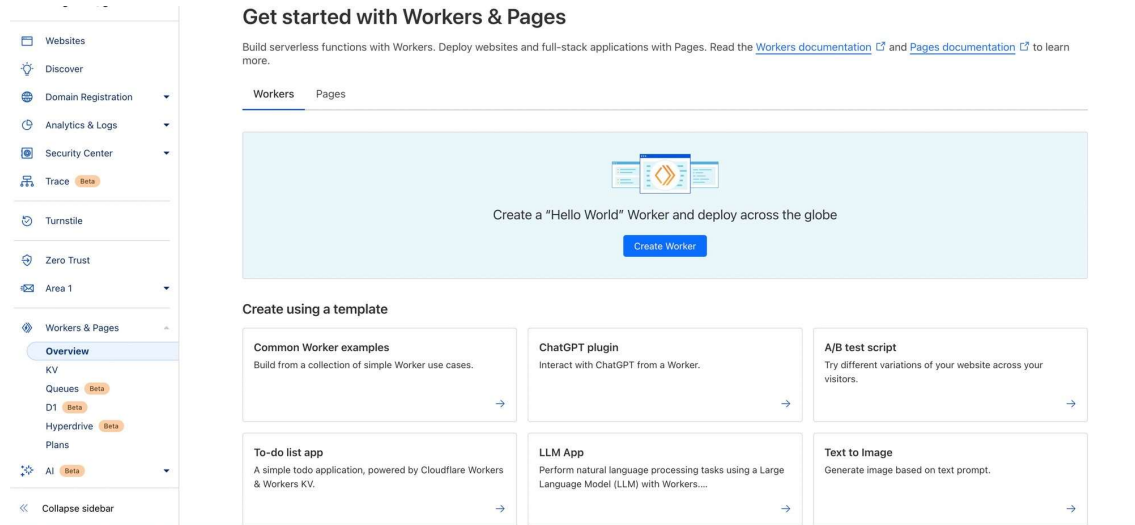 Websites
Discover
Domain Registration
Analytics & Logs
Security Center
Trace Beta
Turnstile
Zero Trust
Area 1
Workers & Pages
Overview
KV
Queues Beta
D1 Beta
Hyperdrive Beta
Plans
AI Beta
Collapse sidebar
Get started with Workers & Pages
Build serverless functions with Workers. Deploy websites and full-stack applications with Pages. Read the Workers documentation and Pages documentation to learn
more.
Workers Pages
Create a “Hello World” Worker and deploy across the globe
Create Worker
Create using a template
Common Worker examples
Build from a collection of simple Worker use cases.
ChatGPT plugin
Interact with ChatGPT from a Worker.
A/B test script
Try different variations of your website across your
visitors.
To-do list app
A simple todo application, powered by Cloudflare Workers
& Workers KV.
LLM App
Perform natural language processing tasks using a Large
Language Model (LLM) with Workers....
Text to Image
Generate image based on text prompt.